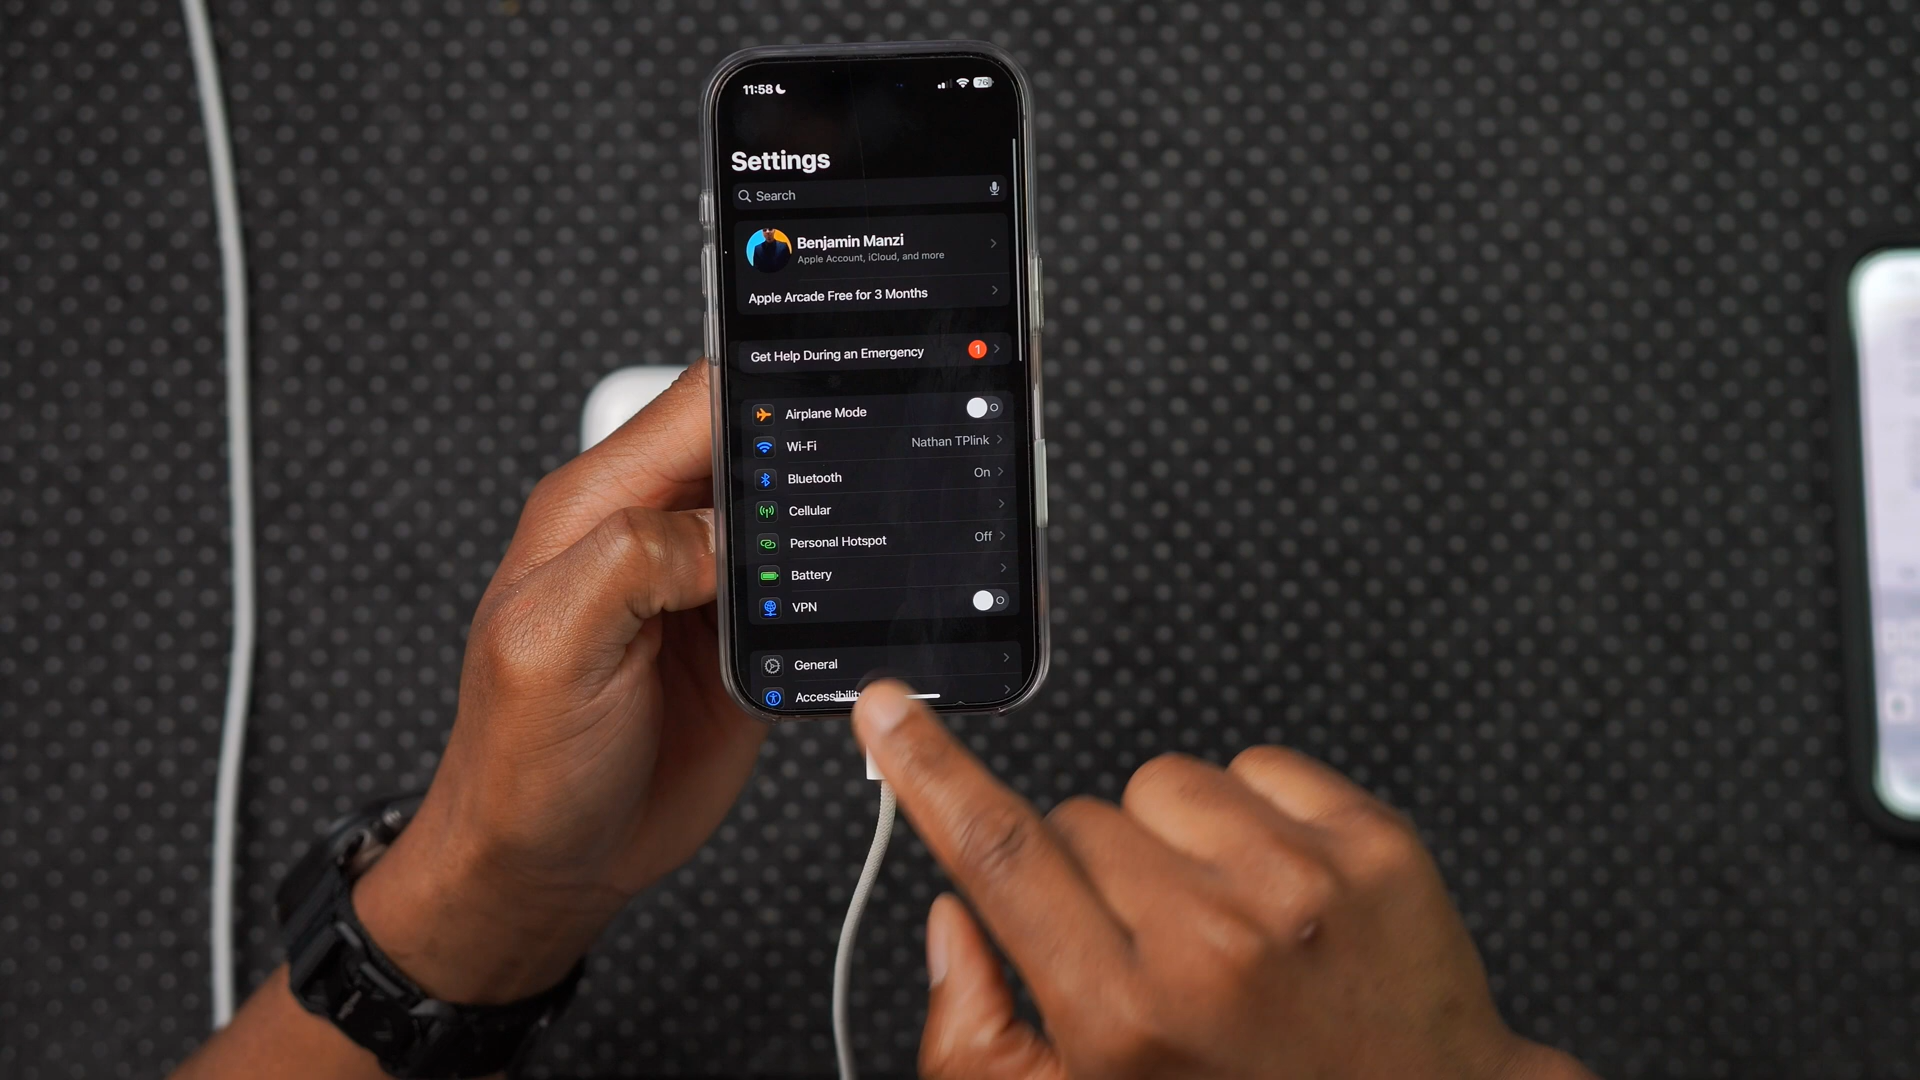 11:58
76
Settings
Search
Benjamin Manzi
Apple Account, iCloud, and more
Apple Arcade Free for 3 Months
Get Help During an Emergency 1
Airplane Mode
Wi-Fi Nathan TPlink
Bluetooth On
Cellular
Personal Hotspot Off
Battery
VPN
General
Accessibility